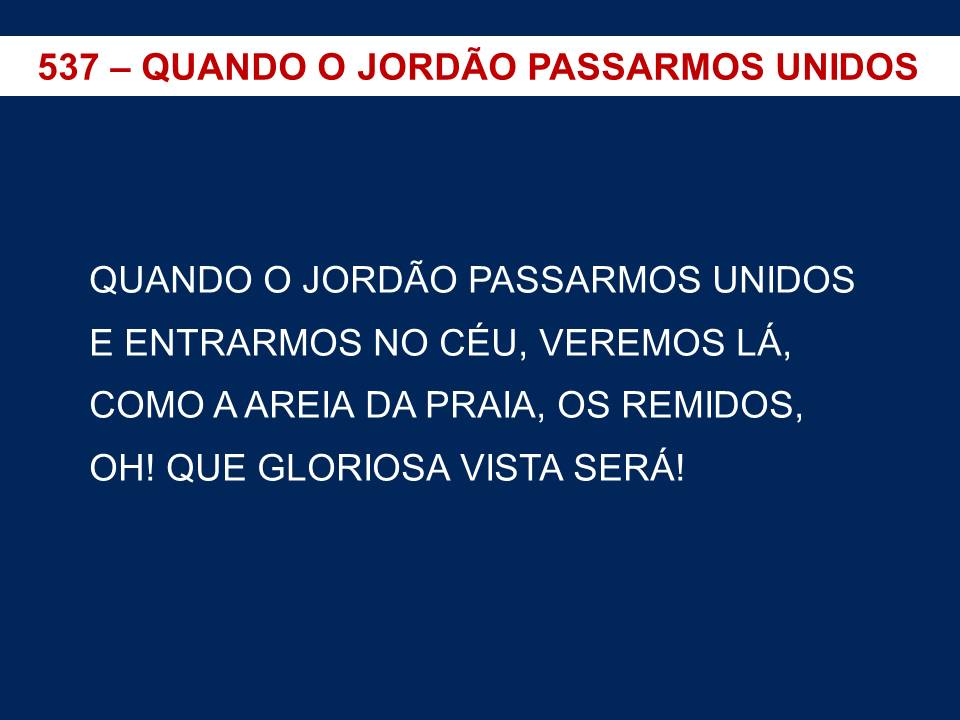 537 – QUANDO O JORDÃO PASSARMOS UNIDOS
QUANDO O JORDÃO PASSARMOS UNIDOS
E ENTRARMOS NO CÉU, VEREMOS LÁ,
COMO A AREIA DA PRAIA, OS REMIDOS,
OH! QUE GLORIOSA VISTA SERÁ!